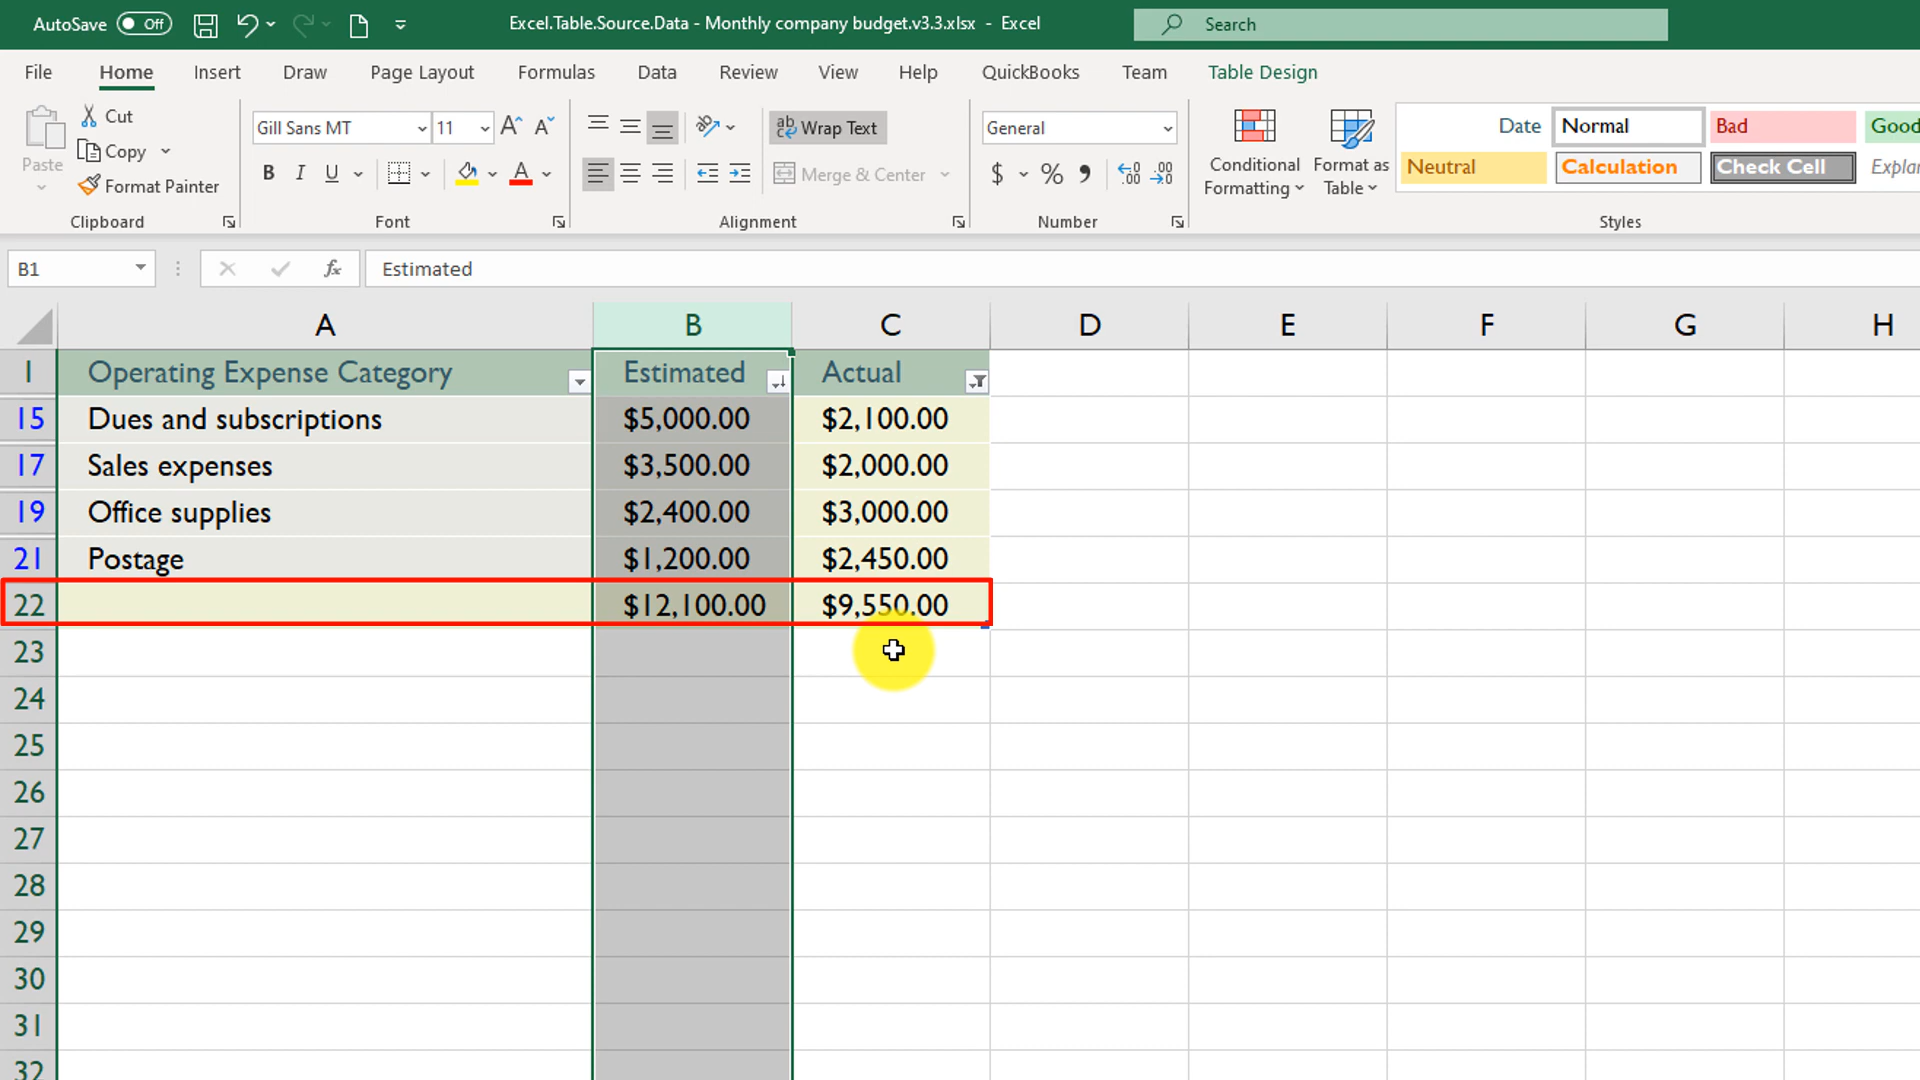 AutoSave Off Excel.Table.Source.Data - Monthly company budget.v3.3.xlsx - Excel Search
File Home Insert Draw Page Layout Formulas Data Review View Help QuickBooks Team Table Design
Paste
Cut
Copy
Format Painter
Clipboard
Gill Sans MT 11 A A
B I U A
Font
ab Wrap Text
Merge & Center
Alignment
General
$ % , .00 .00
Number
Conditional Formatting
Format as Table
Date Normal Bad Good
Neutral Calculation Check Cell
Styles
B1 fx Estimated
A B C D E F G H
1 Operating Expense Category Estimated Actual
15 Dues and subscriptions $5,000.00 $2,100.00
17 Sales expenses $3,500.00 $2,000.00
19 Office supplies $2,400.00 $3,000.00
21 Postage $1,200.00 $2,450.00
22 $12,100.00 $9,550.00
23
24
25
26
27
28
29
30
31
32